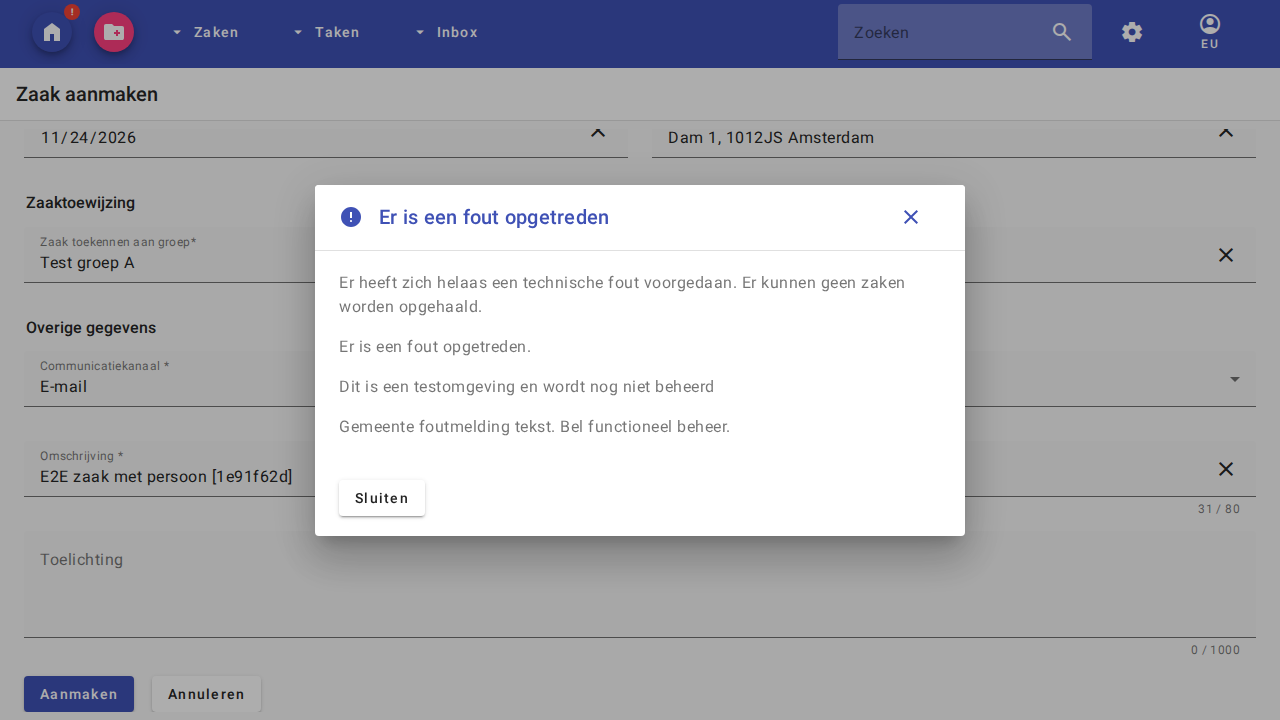 !
Zaken
Taken
Inbox
Zoeken
EU
Zaak aanmaken
11/24/2026
Dam 1, 1012JS Amsterdam
Zaaktoewijzing
Zaak toekennen aan groep*
Test groep A
Overige gegevens
Communicatiekanaal *
E-mail
Omschrijving *
E2E zaak met persoon [1e91f62d]
31 / 80
Toelichting
0 / 1000
Aanmaken
Annuleren
Er is een fout opgetreden
Er heeft zich helaas een technische fout voorgedaan. Er kunnen geen zaken
worden opgehaald.
Er is een fout opgetreden.
Dit is een testomgeving en wordt nog niet beheerd
Gemeente foutmelding tekst. Bel functioneel beheer.
Sluiten